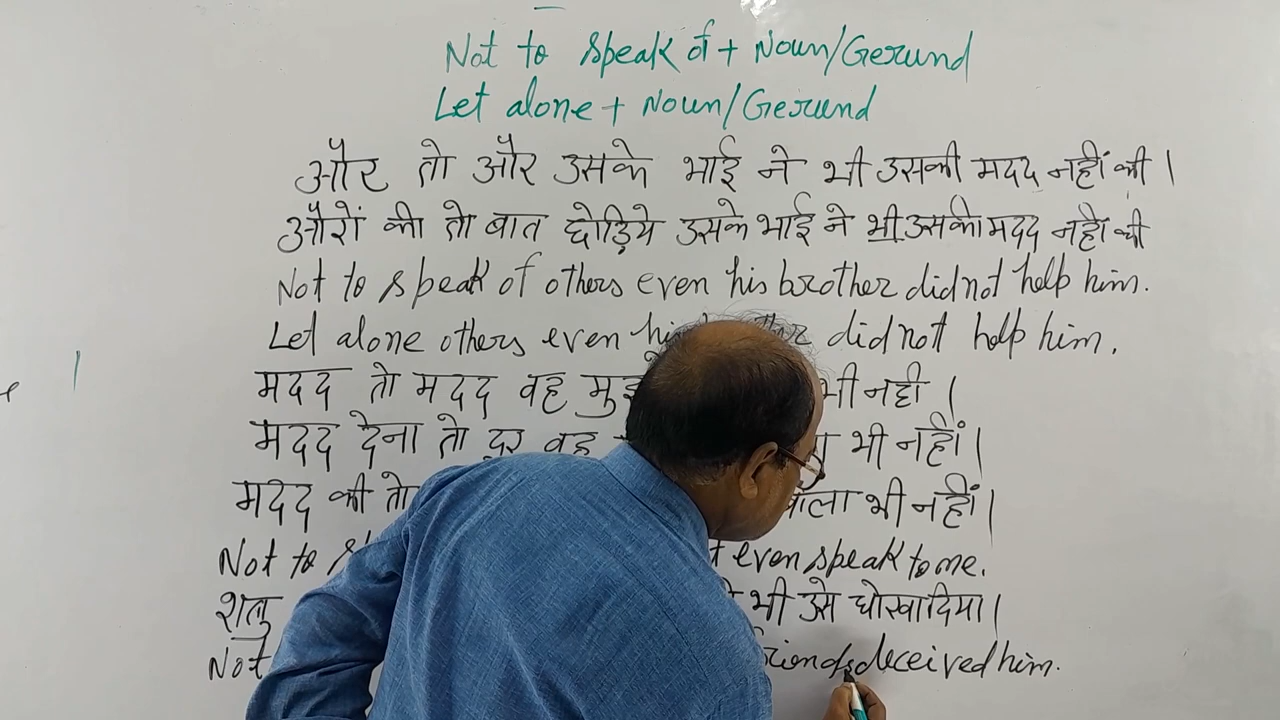 Not to speak of + Noun/Gerund
Let alone + Noun/Gerund
और तो और उसके भाई ने भी उसकी मदद नहीं की ।
औरों की तो बात छोड़िये उसके भाई ने भी उसकी मदद नहीं की
Not to speak of others even his brother did not help him.
Let alone others even his did not help him.
मदद तो मदद वह भी नही ।
मदद देना तो दूर वह भी नहीं ।
मदद की तो भी नहीं ।
Not to even speak to me.
भी उसे धोखा दिया ।
Not deceived him.